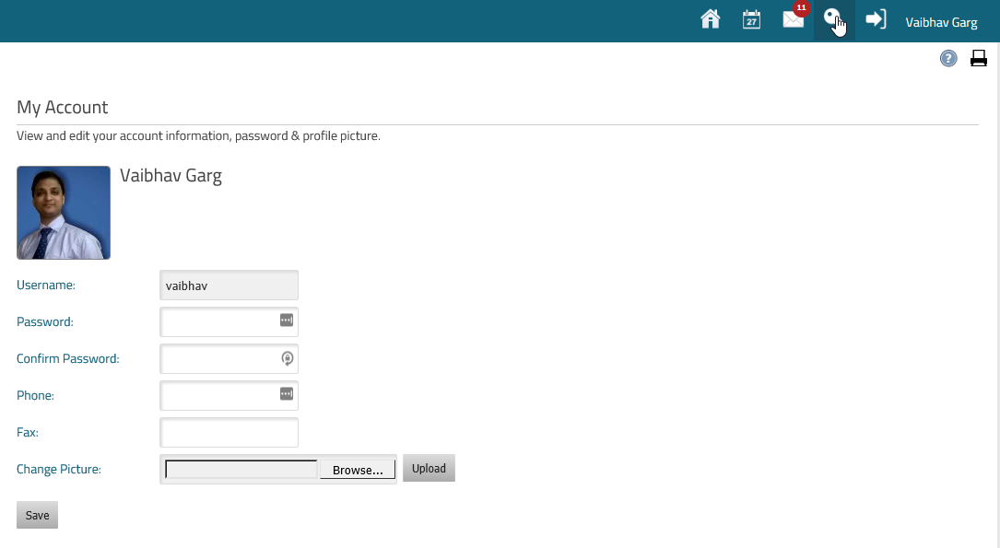 11
27
Vaibhav Garg
?
My Account
View and edit your account information, password & profile picture.
Vaibhav Garg
Username: vaibhav
Password:
Confirm Password:
Phone:
Fax:
Change Picture: Browse... Upload
Save